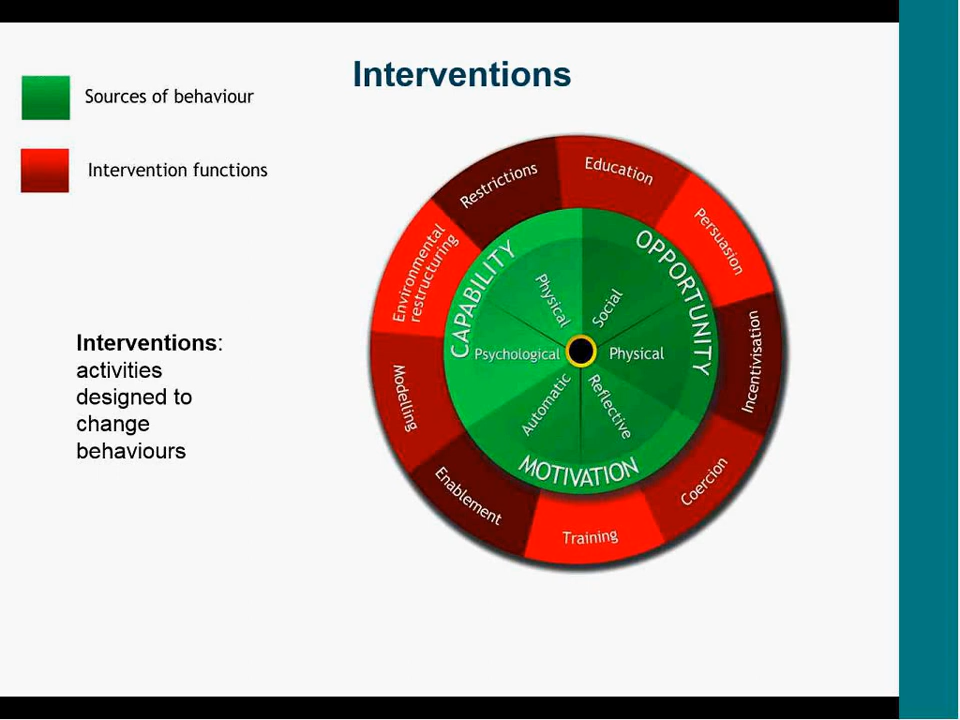 Interventions
Sources of behaviour
Intervention functions
Interventions:
activities
designed to
change
behaviours
Restrictions
Education
Persuasion
Incentivisation
Coercion
Training
Enablement
Modelling
Environmental
restructuring
CAPABILITY
OPPORTUNITY
MOTIVATION
Physical
Social
Psychological
Physical
Automatic
Reflective